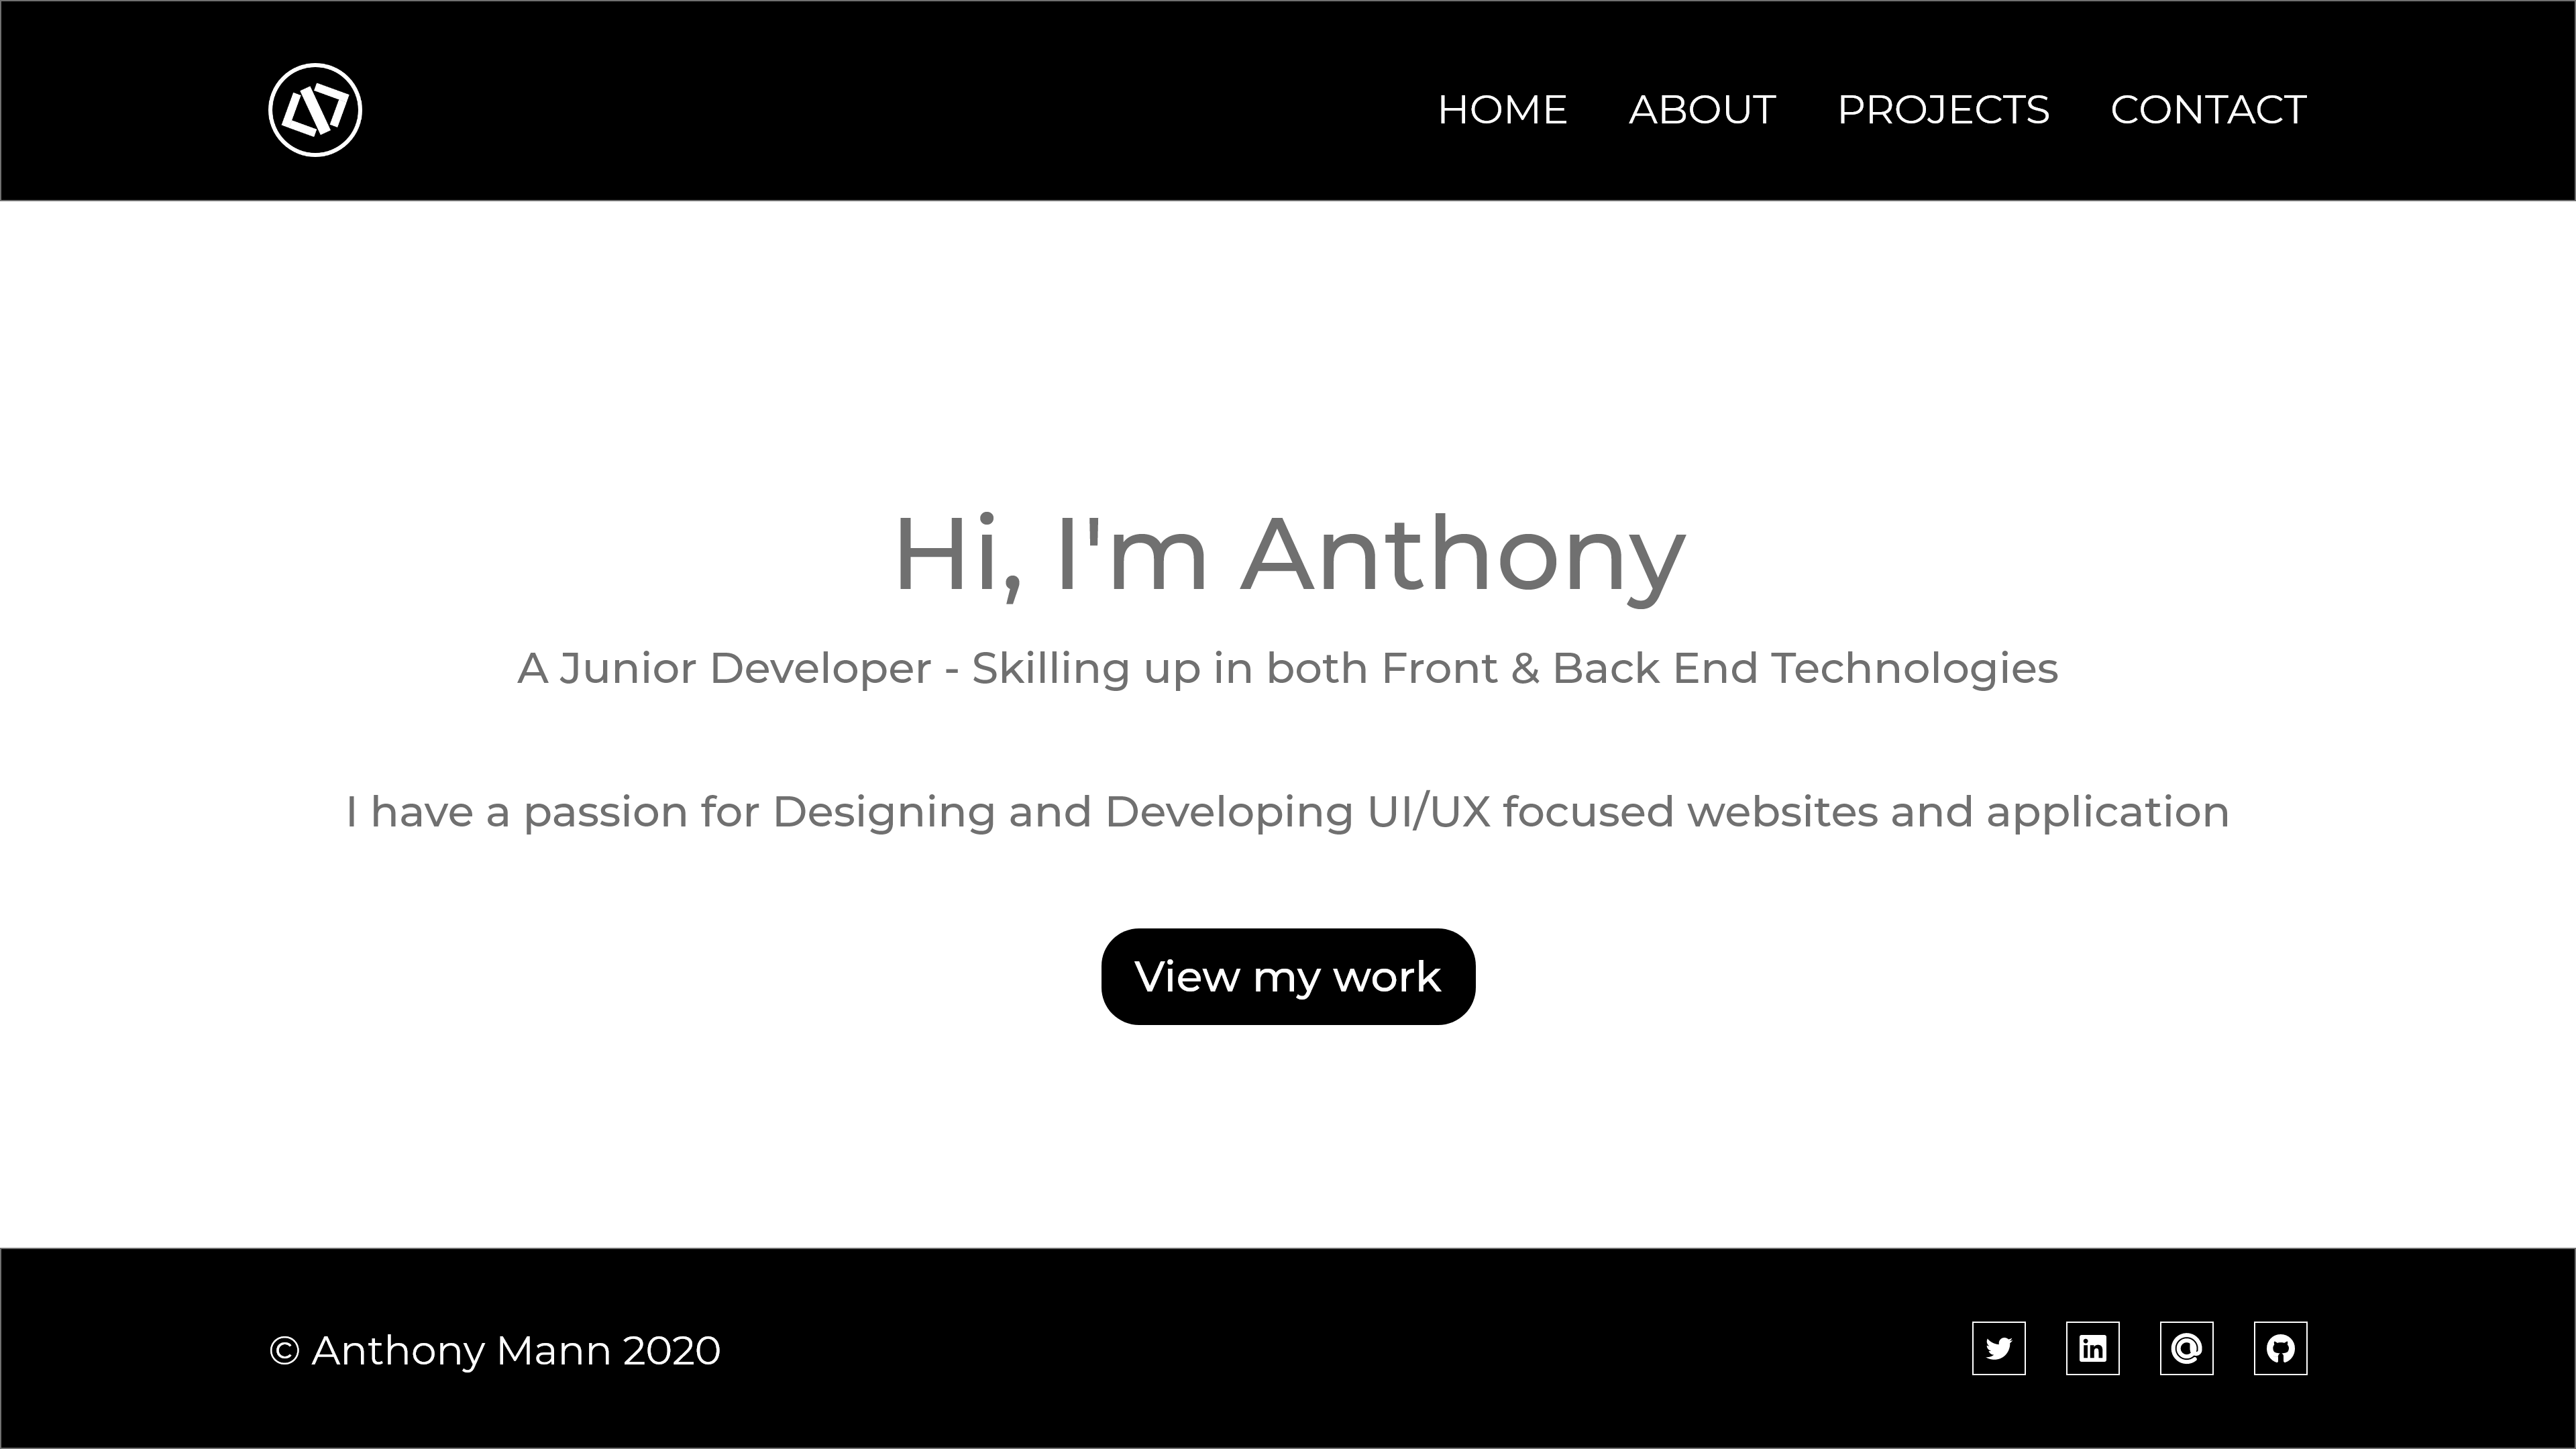 HOME ABOUT PROJECTS CONTACT
Hi, I'm Anthony
A Junior Developer - Skilling up in both Front & Back End Technologies
I have a passion for Designing and Developing UI/UX focused websites and application
View my work
© Anthony Mann 2020